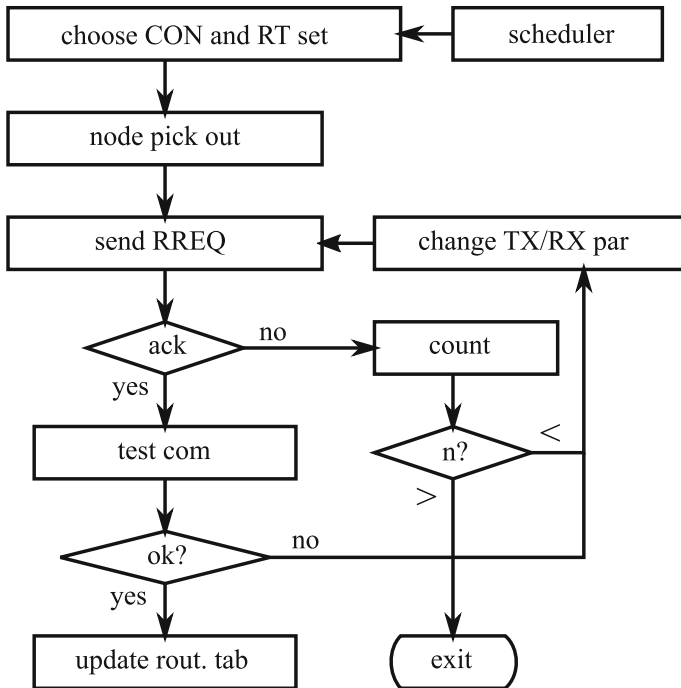 choose CON and RT set
scheduler
node pick out
send RREQ
change TX/RX par
ack
no
count
yes
test com
n?
<
>
ok?
no
yes
update rout. tab
exit